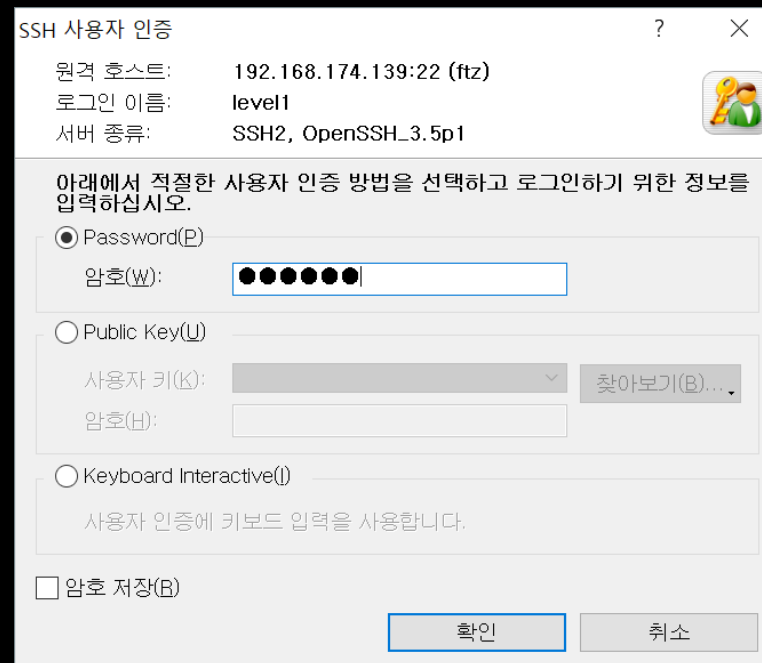 SSH 사용자 인증
원격 호스트: 192.168.174.139:22 (ftz)
로그인 이름: level1
서버 종류: SSH2, OpenSSH_3.5p1
아래에서 적절한 사용자 인증 방법을 선택하고 로그인하기 위한 정보를
입력하십시오.
Password(P)
암호(W): ●●●●●●
Public Key(U)
사용자 키(K):
찾아보기(B)...
암호(H):
Keyboard Interactive(I)
사용자 인증에 키보드 입력을 사용합니다.
암호 저장(R)
확인 취소